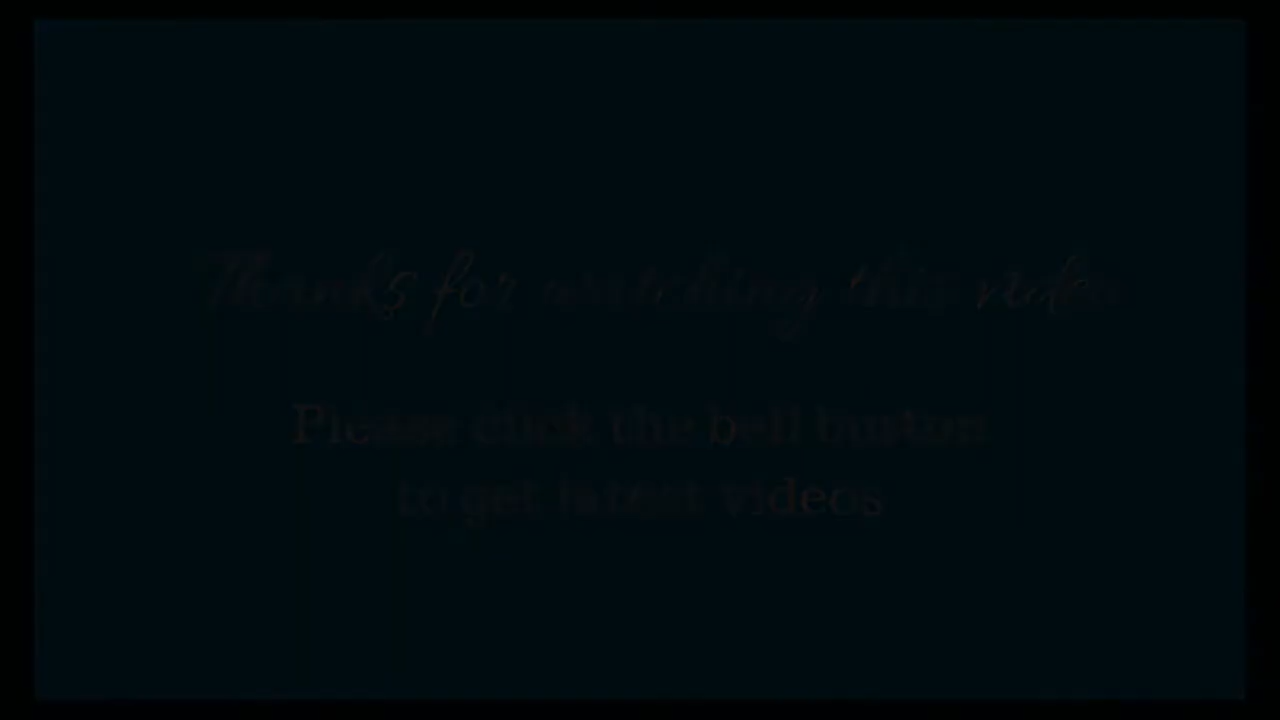 Thanks for watching this video
Please click the bell button
to get latest videos